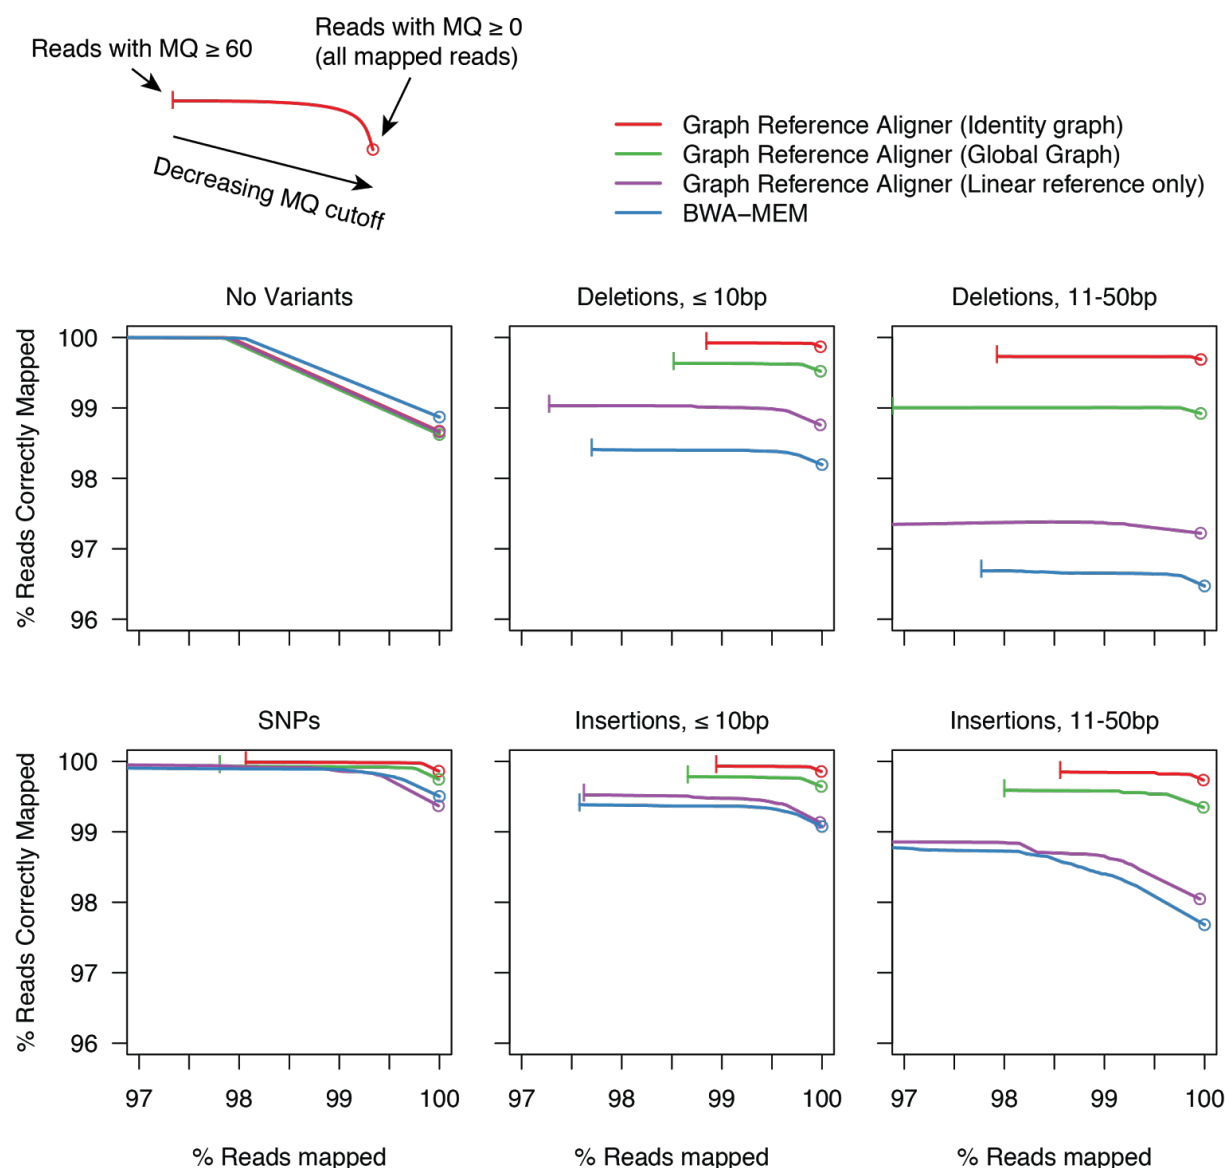 Reads with MQ ≥ 60
Reads with MQ ≥ 0
(all mapped reads)
Decreasing MQ cutoff
Graph Reference Aligner (Identity graph)
Graph Reference Aligner (Global Graph)
Graph Reference Aligner (Linear reference only)
BWA−MEM
No Variants
Deletions, ≤ 10bp
Deletions, 11-50bp
% Reads Correctly Mapped
100
99
98
97
96
SNPs
Insertions, ≤ 10bp
Insertions, 11-50bp
% Reads Correctly Mapped
100
99
98
97
96
97 98 99 100
97 98 99 100
97 98 99 100
% Reads mapped
% Reads mapped
% Reads mapped